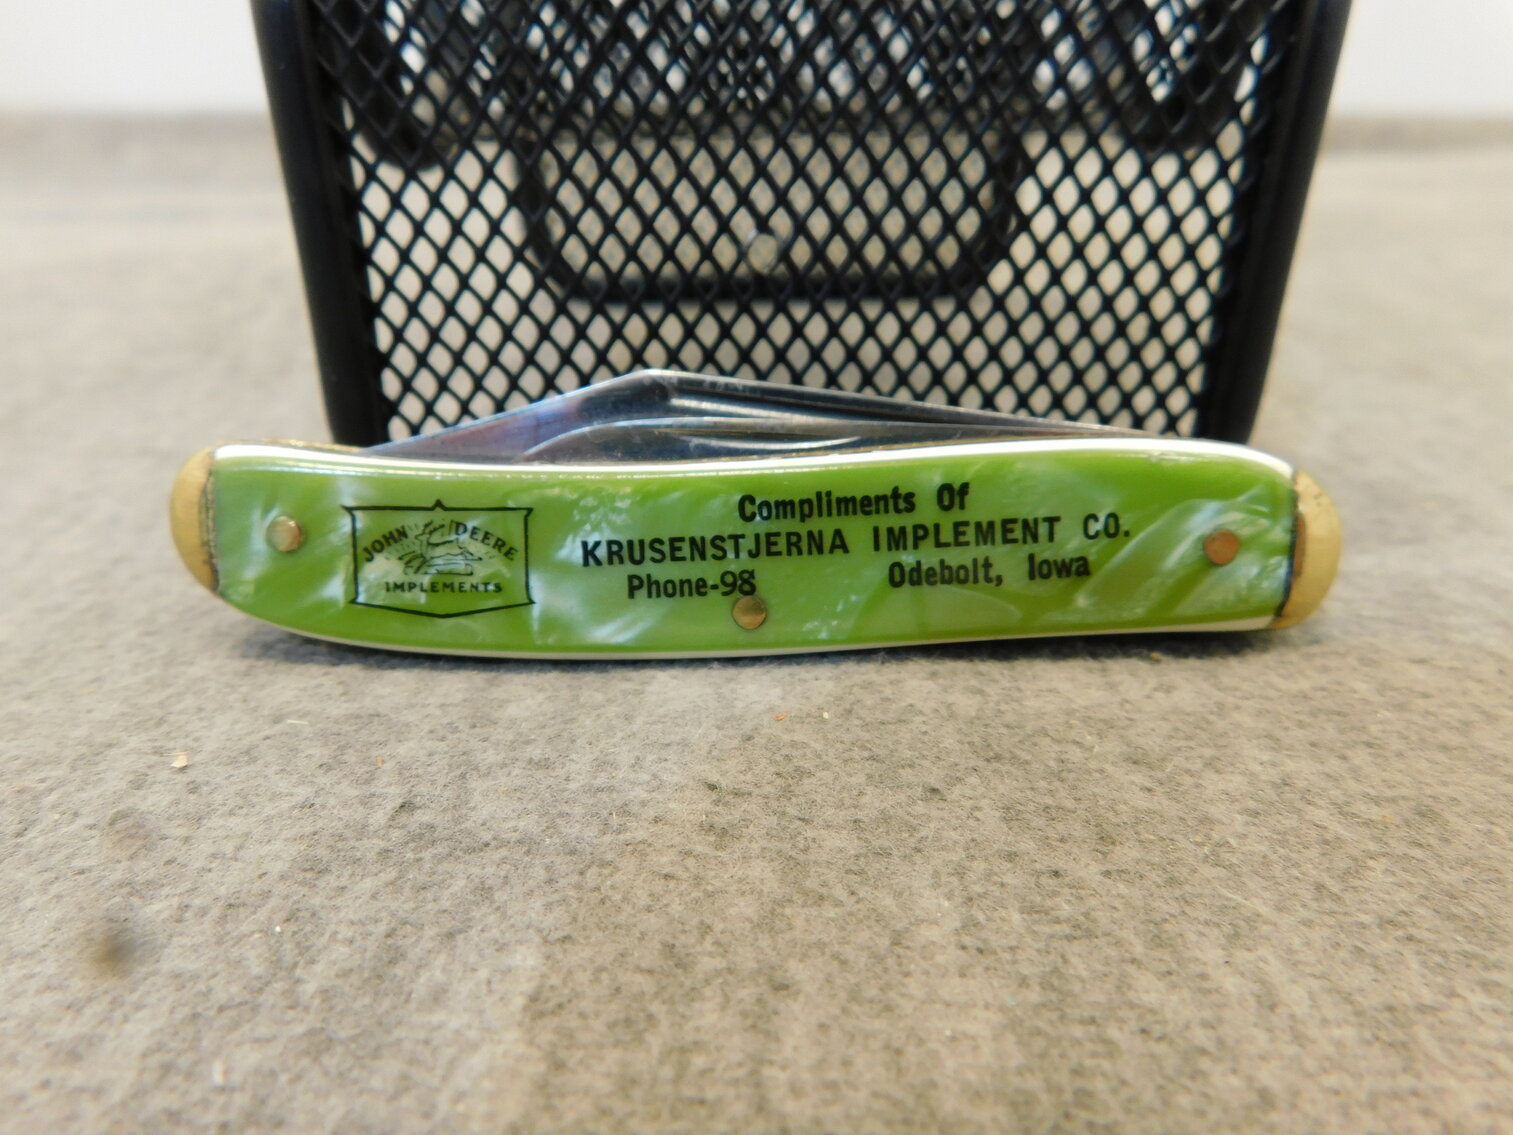 JOHN DEERE
IMPLEMENTS
Compliments Of
KRUSENSTJERNA IMPLEMENT CO.
Phone-98 Odebolt, Iowa